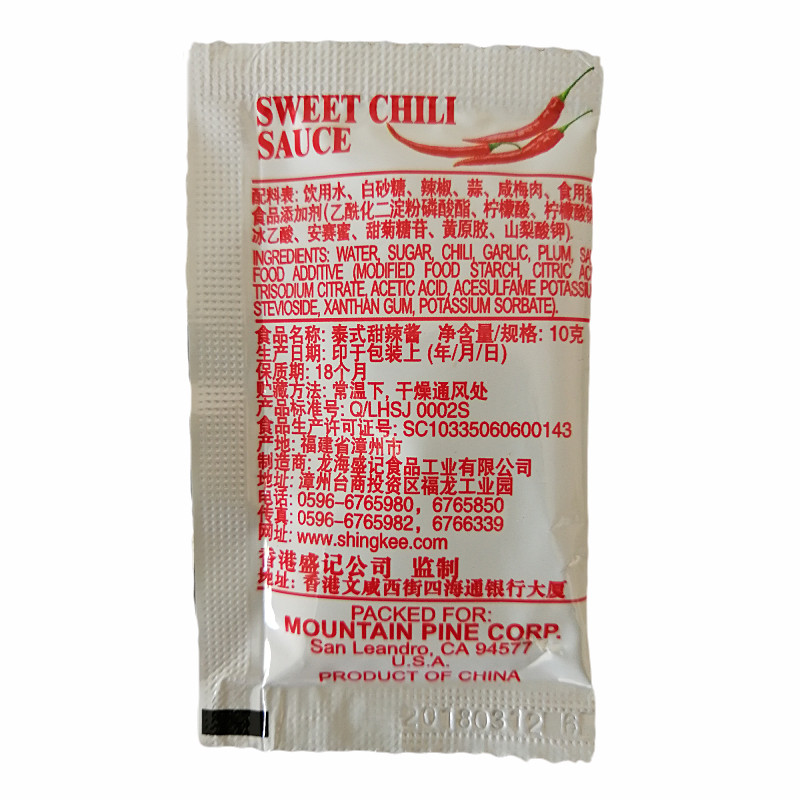 SWEET CHILI
SAUCE
配料表: 饮用水、白砂糖、辣椒、蒜、咸梅肉、食用盐
食品添加剂(乙酰化二淀粉磷酸酯、柠檬酸、柠檬酸钠
冰乙酸、安赛蜜、甜菊糖苷、黄原胶、山梨酸钾).
INGREDIENTS: WATER, SUGAR, CHILI, GARLIC, PLUM,
FOOD ADDITIVE (MODIFIED FOOD STARCH, CITRIC
TRISODIUM CITRATE, ACETIC ACID, ACESULFAME POTASSIU
STEVIOSIDE, XANTHAN GUM, POTASSIUM SORBATE).
食品名称: 泰式甜辣酱 净含量/规格: 10克
生产日期: 印于包装上 (年/月/日)
保质期: 18个月
贮藏方法: 常温下, 干燥通风处
产品标准号: Q/LHSJ 0002S
食品生产许可证号: SC10335060600143
产地: 福建省漳州市
制造商: 龙海盛记食品工业有限公司
地址: 漳州台商投资区福龙工业园
电话: 0596-6765980, 6765850
传真: 0596-6765982, 6766339
网址: www.shingkee.com
香港盛记公司 监制
地址: 香港文咸西街四海通银行大厦
PACKED FOR:
MOUNTAIN PINE CORP.
San Leandro, CA 94577
U.S.A.
PRODUCT OF CHINA
20180312 6